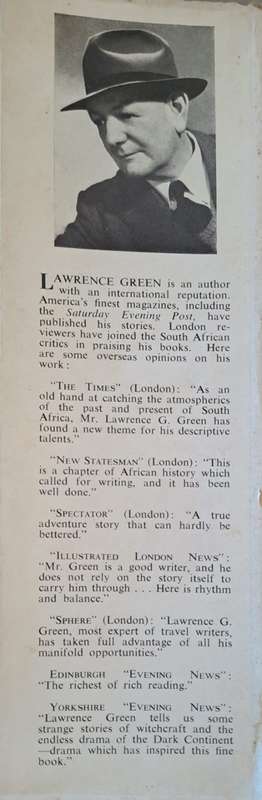 LAWRENCE GREEN is an author
with an international reputation.
America's finest magazines, including
the Saturday Evening Post, have
published his stories. London re-
viewers have joined the South African
critics in praising his books. Here
are some overseas opinions on his
work:
"THE TIMES" (London): "As an
old hand at catching the atmospherics
of the past and present of South
Africa, Mr. Lawrence G. Green has
found a new theme for his descriptive
talents."
"NEW STATESMAN" (London): "This
is a chapter of African history which
called for writing, and it has been
well done."
"SPECTATOR" (London): "A true
adventure story that can hardly be
bettered."
"ILLUSTRATED LONDON NEWS":
"Mr. Green is a good writer, and he
does not rely on the story itself to
carry him through . . . Here is rhythm
and balance."
"SPHERE" (London): "Lawrence G.
Green, most expert of travel writers,
has taken full advantage of all his
manifold opportunities."
EDINBURGH "EVENING NEWS":
"The richest of rich reading."
YORKSHIRE "EVENING NEWS":
"Lawrence Green tells us some
strange stories of witchcraft and the
endless drama of the Dark Continent
—drama which has inspired this fine
book."